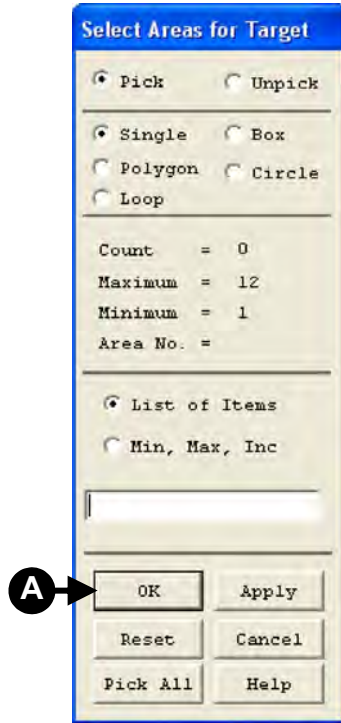 Select Areas for Target
Pick Unpick
Single Box
Polygon Circle
Loop
Count = 0
Maximum = 12
Minimum = 1
Area No. =
List of Items
Min, Max, Inc
A OK Apply
Reset Cancel
Pick All Help